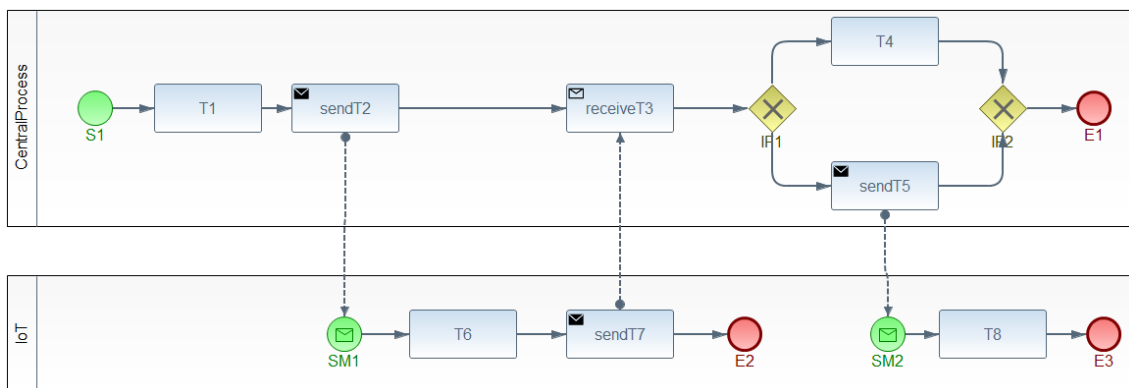 CentralProcess
S1
T1
sendT2
receiveT3
IF1
T4
sendT5
IF2
E1
IoT
SM1
T6
sendT7
E2
SM2
T8
E3